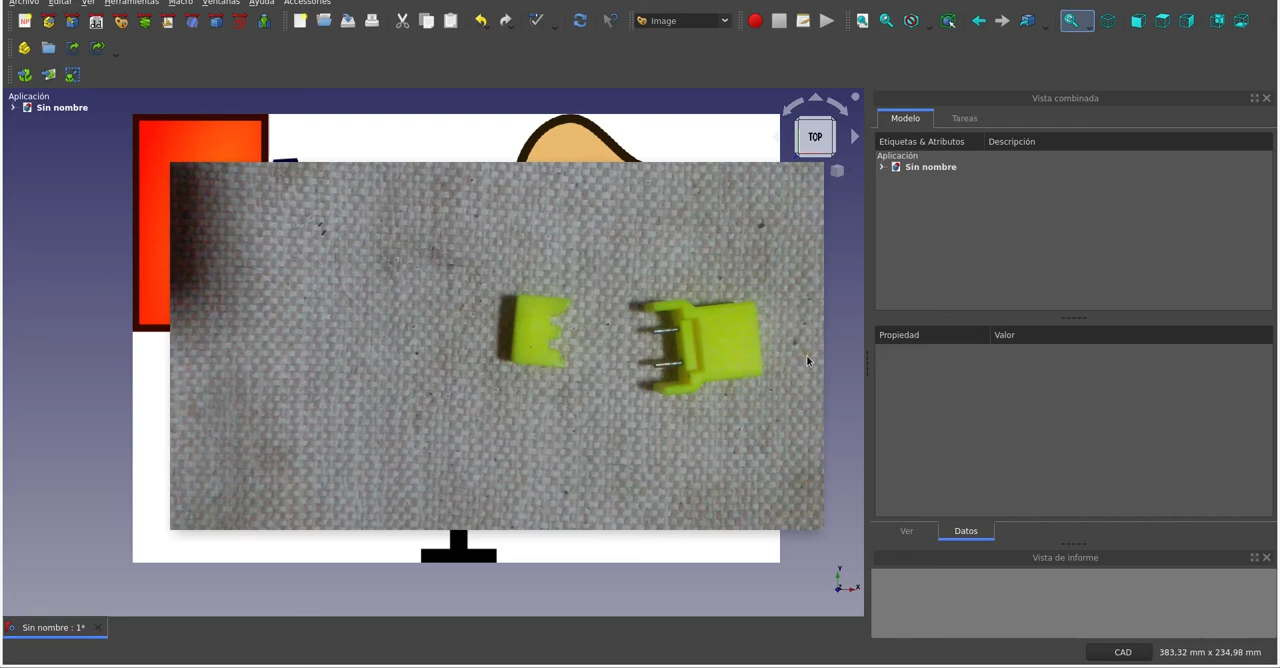 Archivo Editar Ver Herramientas Macro Ventanas Ayuda Accessories
Image
Aplicación
Sin nombre
TOP
Vista combinada
Modelo Tareas
Etiquetas & Atributos Descripción
Aplicación
Sin nombre
Propiedad Valor
Ver Datos
Vista de informe
Y
X
Sin nombre : 1*
CAD 383,32 mm x 234,98 mm